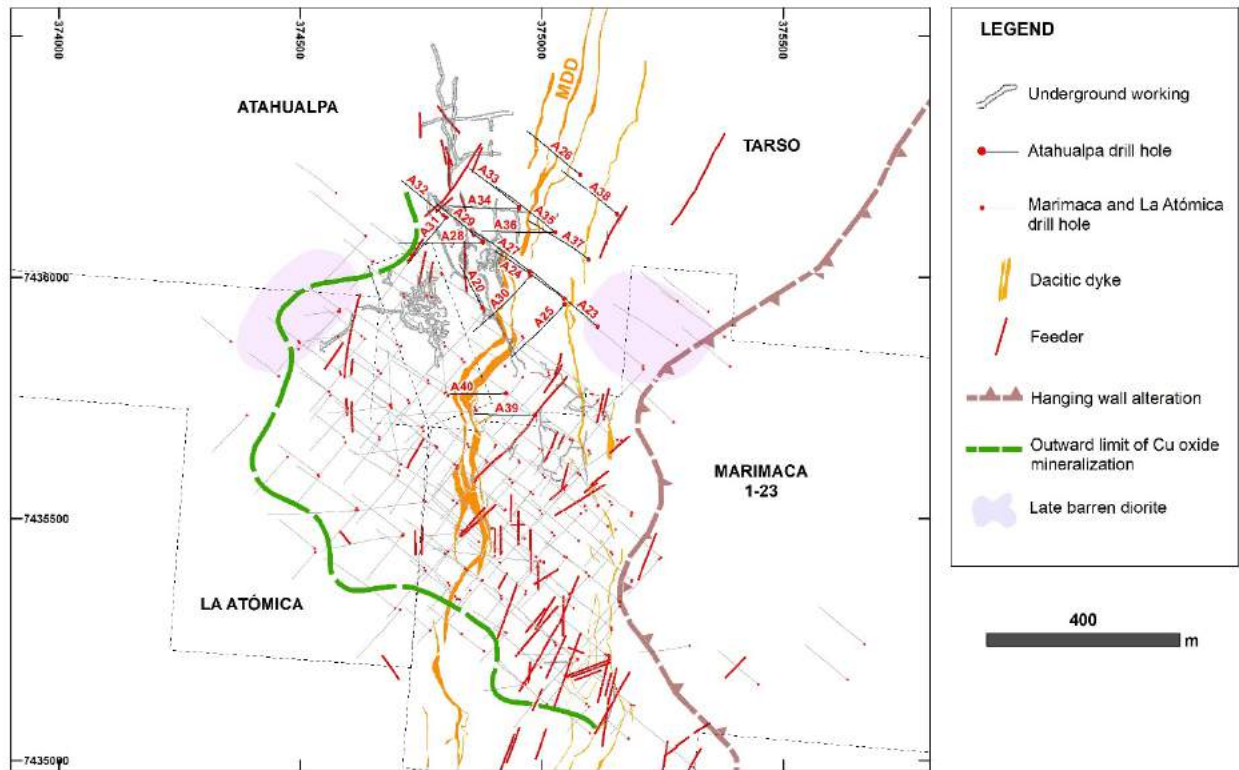 374000
374500
375000
375500
ATAHUALPA
MDD
TARSO
A26
A33
A32
A38
A34
A35
A31
A29
A36
A37
A28
A27
7436000
A24
A20
A30
A25
A23
A40
A39
MARIMACA
1-23
7435500
LA ATÓMICA
7435000
LEGEND
Underground working
Atahualpa drill hole
Marimaca and La Atómica
drill hole
Dacitic dyke
Feeder
Hanging wall alteration
Outward limit of Cu oxide
mineralization
Late barren diorite
400
m